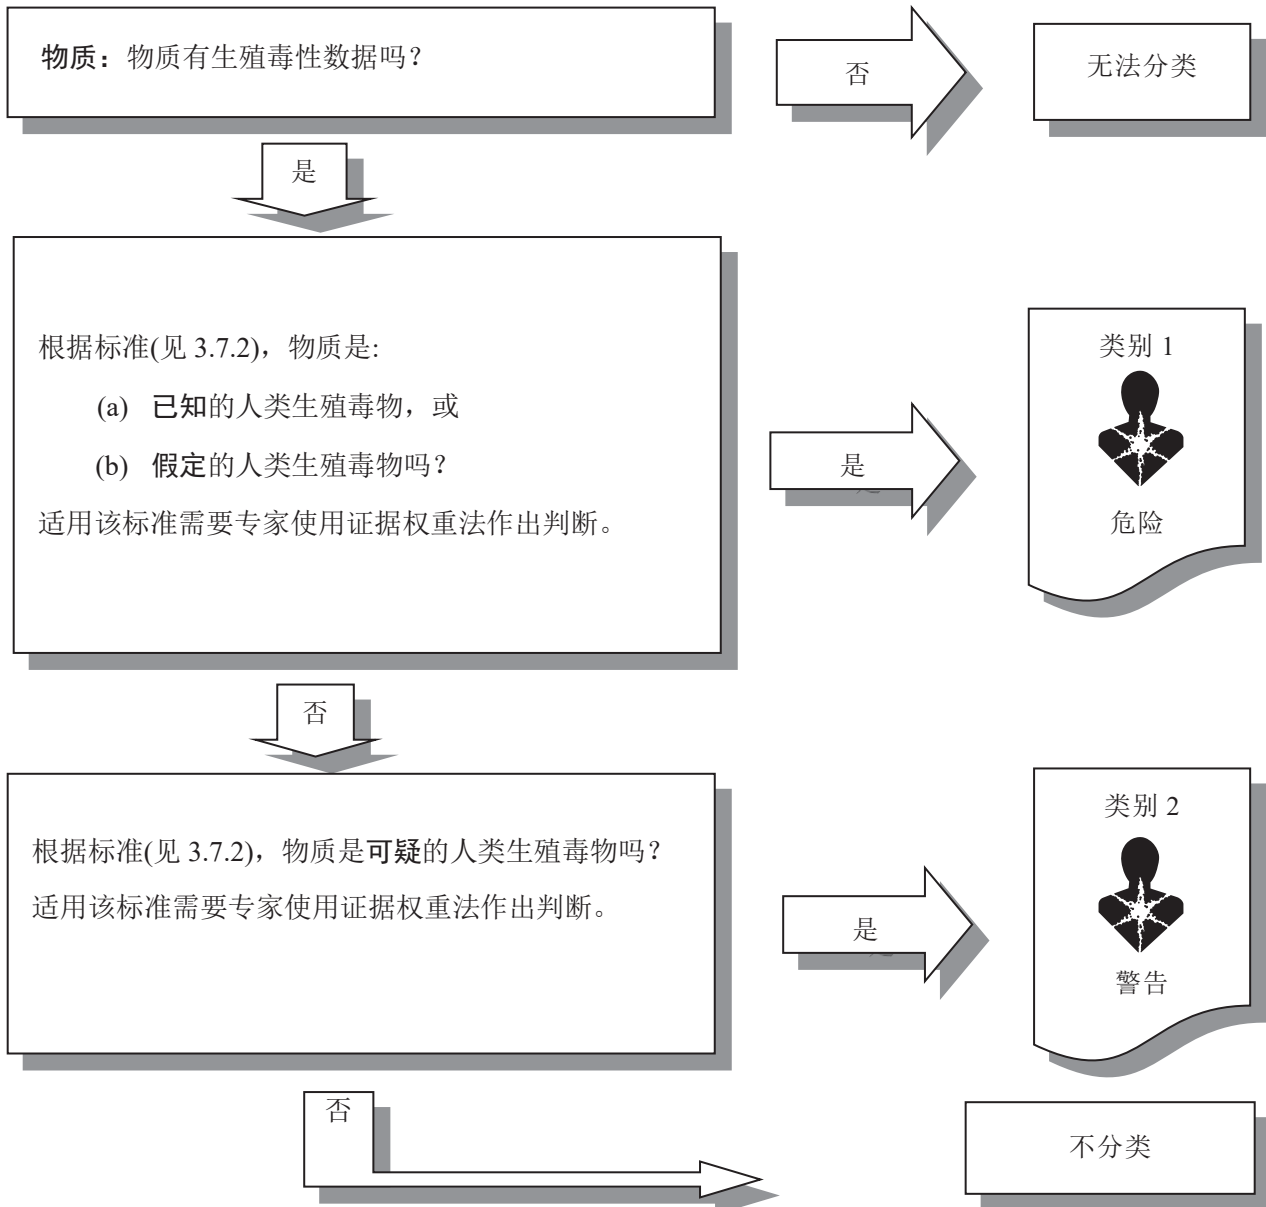 物质：物质有生殖毒性数据吗？
否
无法分类
是
根据标准(见 3.7.2)，物质是:
(a) 已知的人类生殖毒物，或
(b) 假定的人类生殖毒物吗？
适用该标准需要专家使用证据权重法作出判断。
是
类别 1
危险
否
根据标准(见 3.7.2)，物质是可疑的人类生殖毒物吗？
适用该标准需要专家使用证据权重法作出判断。
是
类别 2
警告
否
不分类